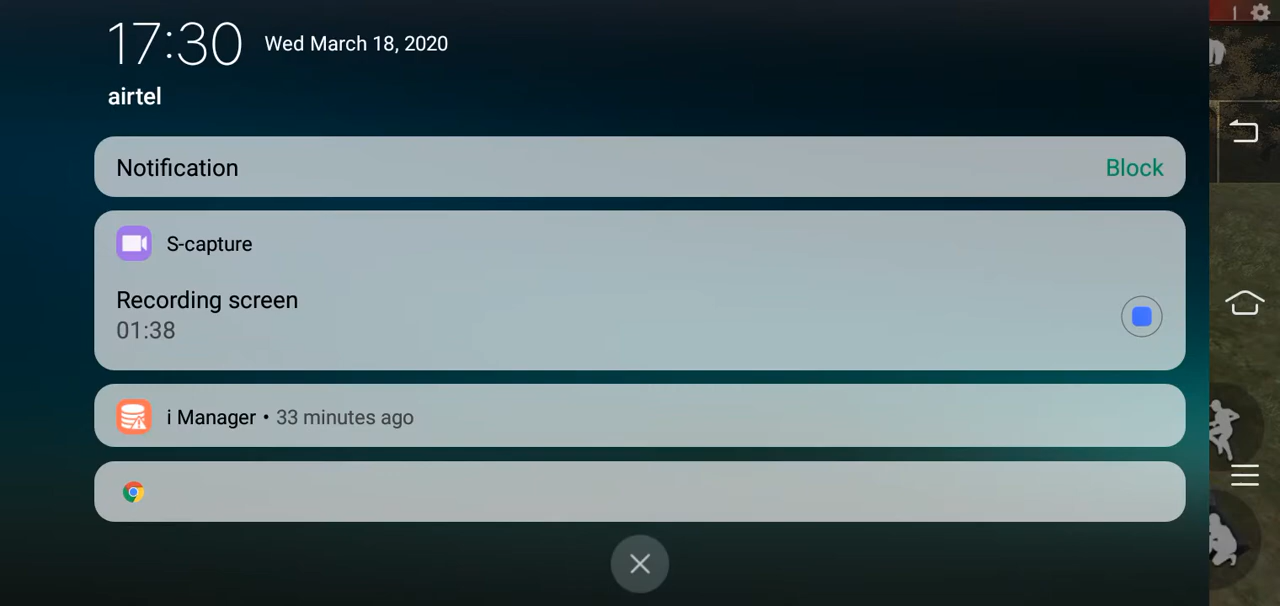 17:30 Wed March 18, 2020
airtel
Notification Block
S-capture
Recording screen
01:38
i Manager • 33 minutes ago